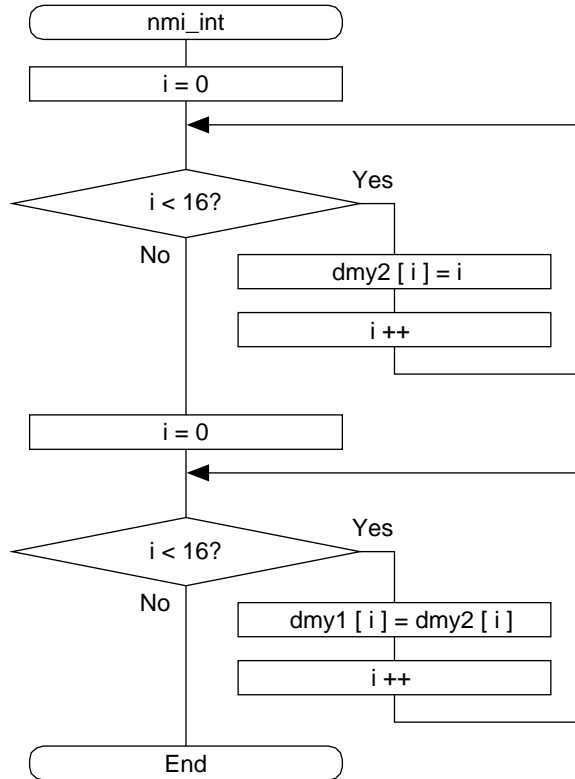 nmi_int
i = 0
i < 16?
Yes
No
dmy2 [ i ] = i
i ++
i = 0
i < 16?
Yes
No
dmy1 [ i ] = dmy2 [ i ]
i ++
End